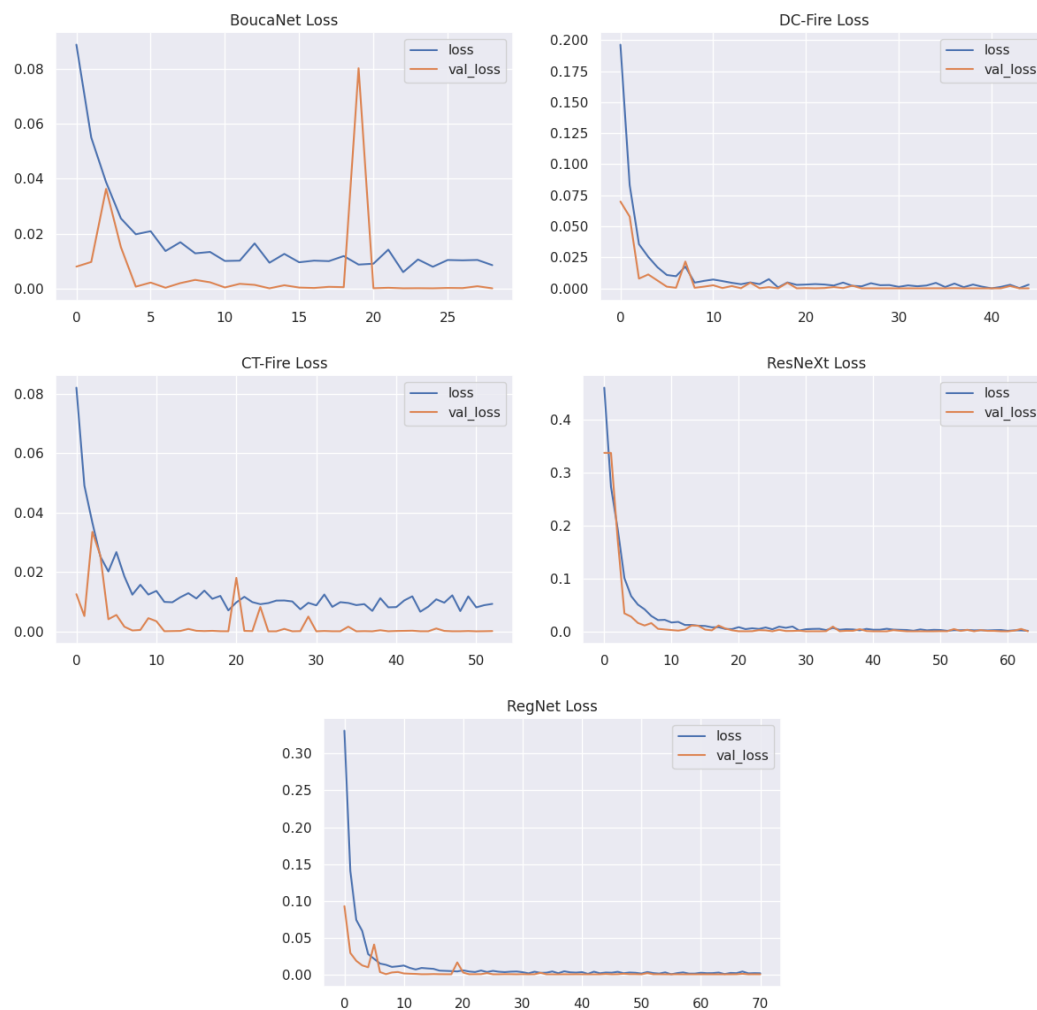 BoucaNet Loss
loss
val_loss
0.08
0.06
0.04
0.02
0.00
0 5 10 15 20 25
DC-Fire Loss
loss
val_loss
0.200
0.175
0.150
0.125
0.100
0.075
0.050
0.025
0.000
0 10 20 30 40
CT-Fire Loss
loss
val_loss
0.08
0.06
0.04
0.02
0.00
0 10 20 30 40 50
ResNeXt Loss
loss
val_loss
0.4
0.3
0.2
0.1
0.0
0 10 20 30 40 50 60
RegNet Loss
loss
val_loss
0.30
0.25
0.20
0.15
0.10
0.05
0.00
0 10 20 30 40 50 60 70